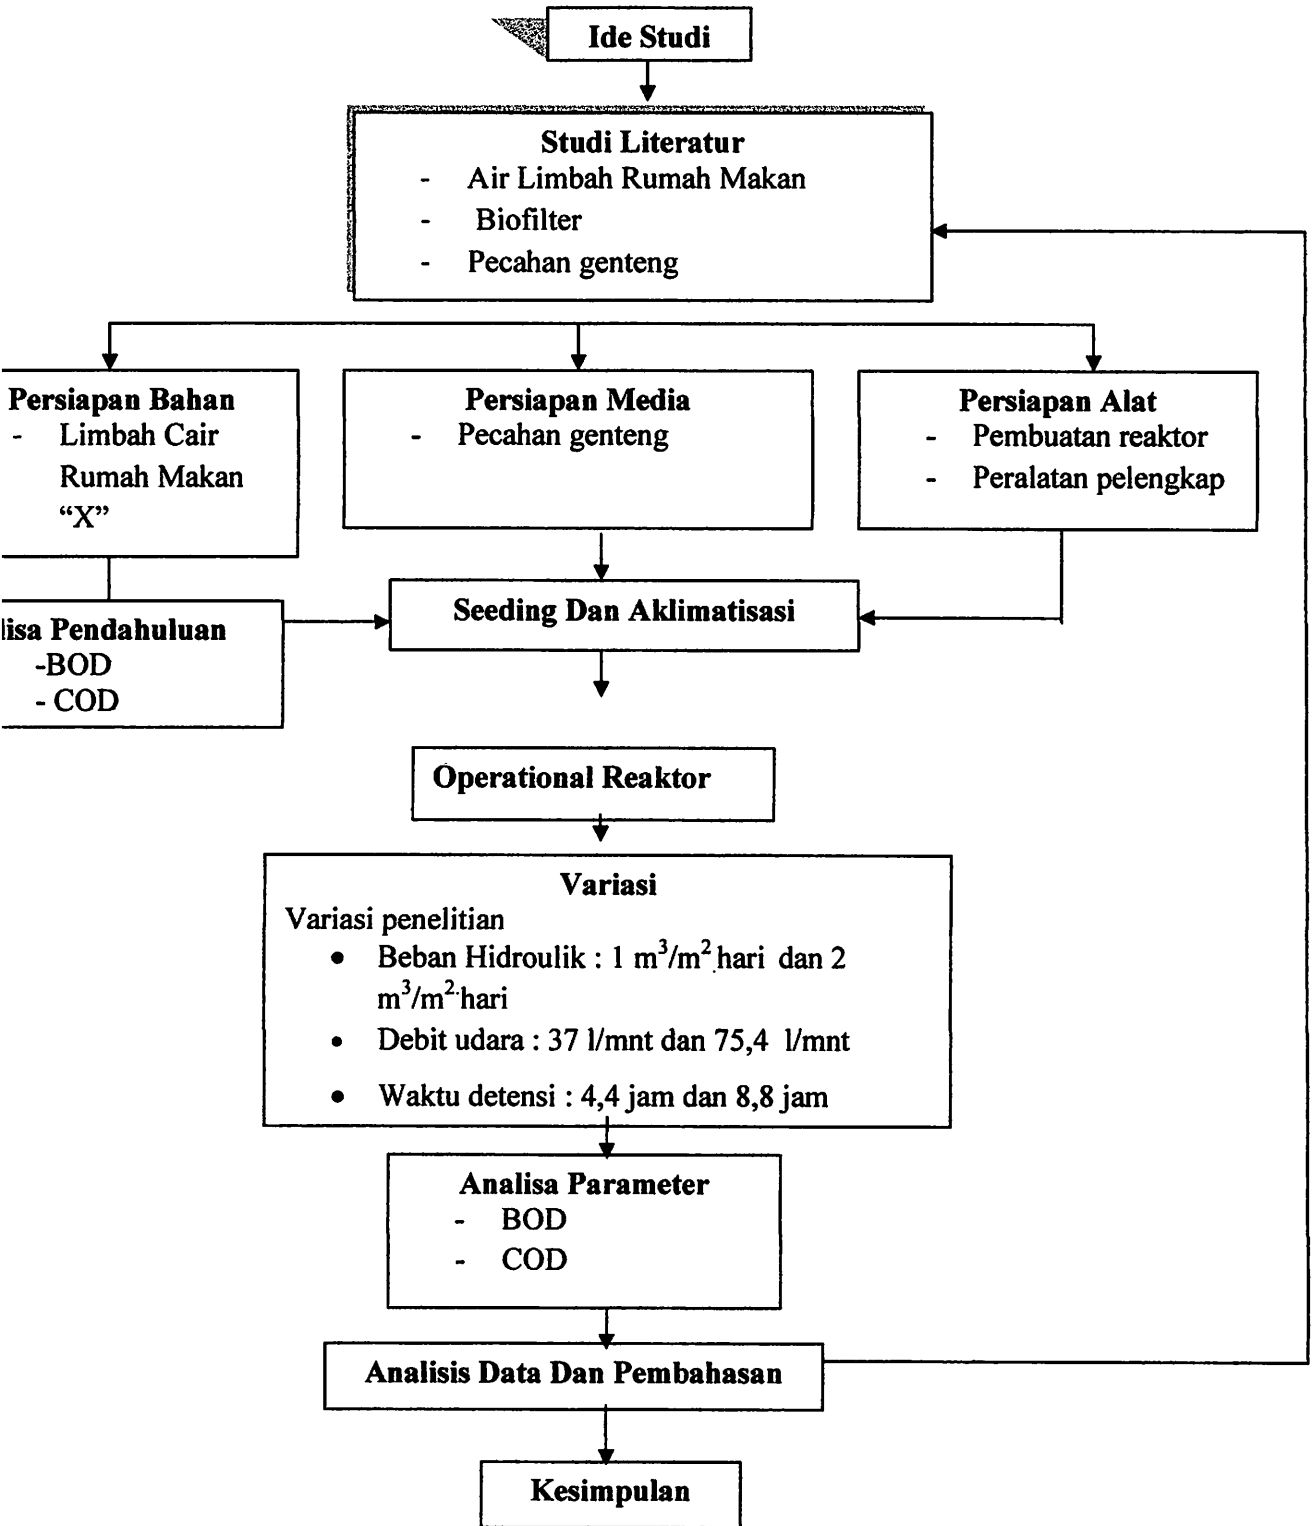 Ide Studi
Studi Literatur
- Air Limbah Rumah Makan
- Biofilter
- Pecahan genteng
Persiapan Bahan
- Limbah Cair
Rumah Makan
“X”
Persiapan Media
- Pecahan genteng
Persiapan Alat
- Pembuatan reaktor
- Peralatan pelengkap
lisa Pendahuluan
-BOD
- COD
Seeding Dan Aklimatisasi
Operational Reaktor
Variasi
Variasi penelitian
• Beban Hidroulik : 1 m³/m².hari dan 2
m³/m².hari
• Debit udara : 37 l/mnt dan 75,4 l/mnt
• Waktu detensi : 4,4 jam dan 8,8 jam
Analisa Parameter
- BOD
- COD
Analisis Data Dan Pembahasan
Kesimpulan